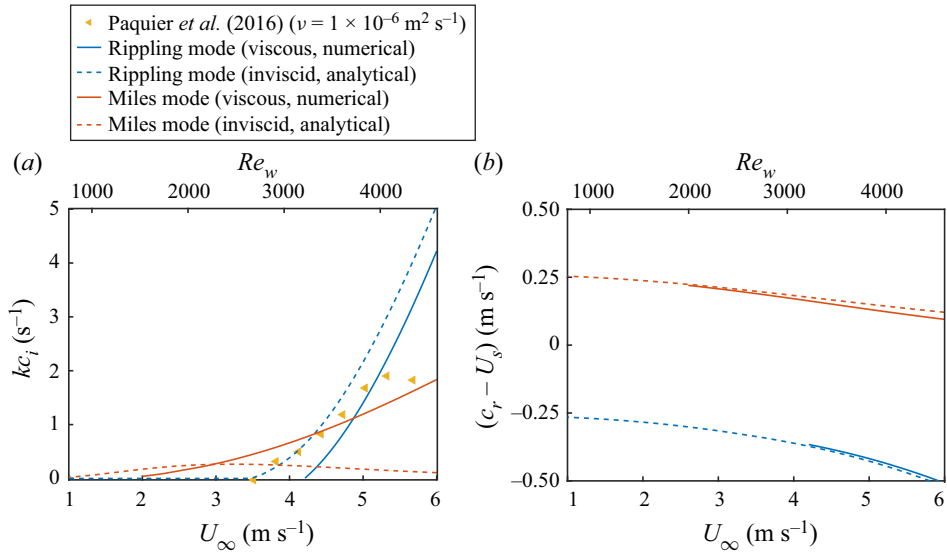 Paquier et al. (2016) (ν = 1 × 10⁻⁶ m² s⁻¹)
Rippling mode (viscous, numerical)
Rippling mode (inviscid, analytical)
Miles mode (viscous, numerical)
Miles mode (inviscid, analytical)
(a)
Re_w
1000 2000 3000 4000
5
4
3
2
1
0
kc_i (s⁻¹)
1 2 3 4 5 6
U_∞ (m s⁻¹)
(b)
Re_w
1000 2000 3000 4000
0.50
0.25
0
−0.25
−0.50
(c_r − U_s) (m s⁻¹)
1 2 3 4 5 6
U_∞ (m s⁻¹)